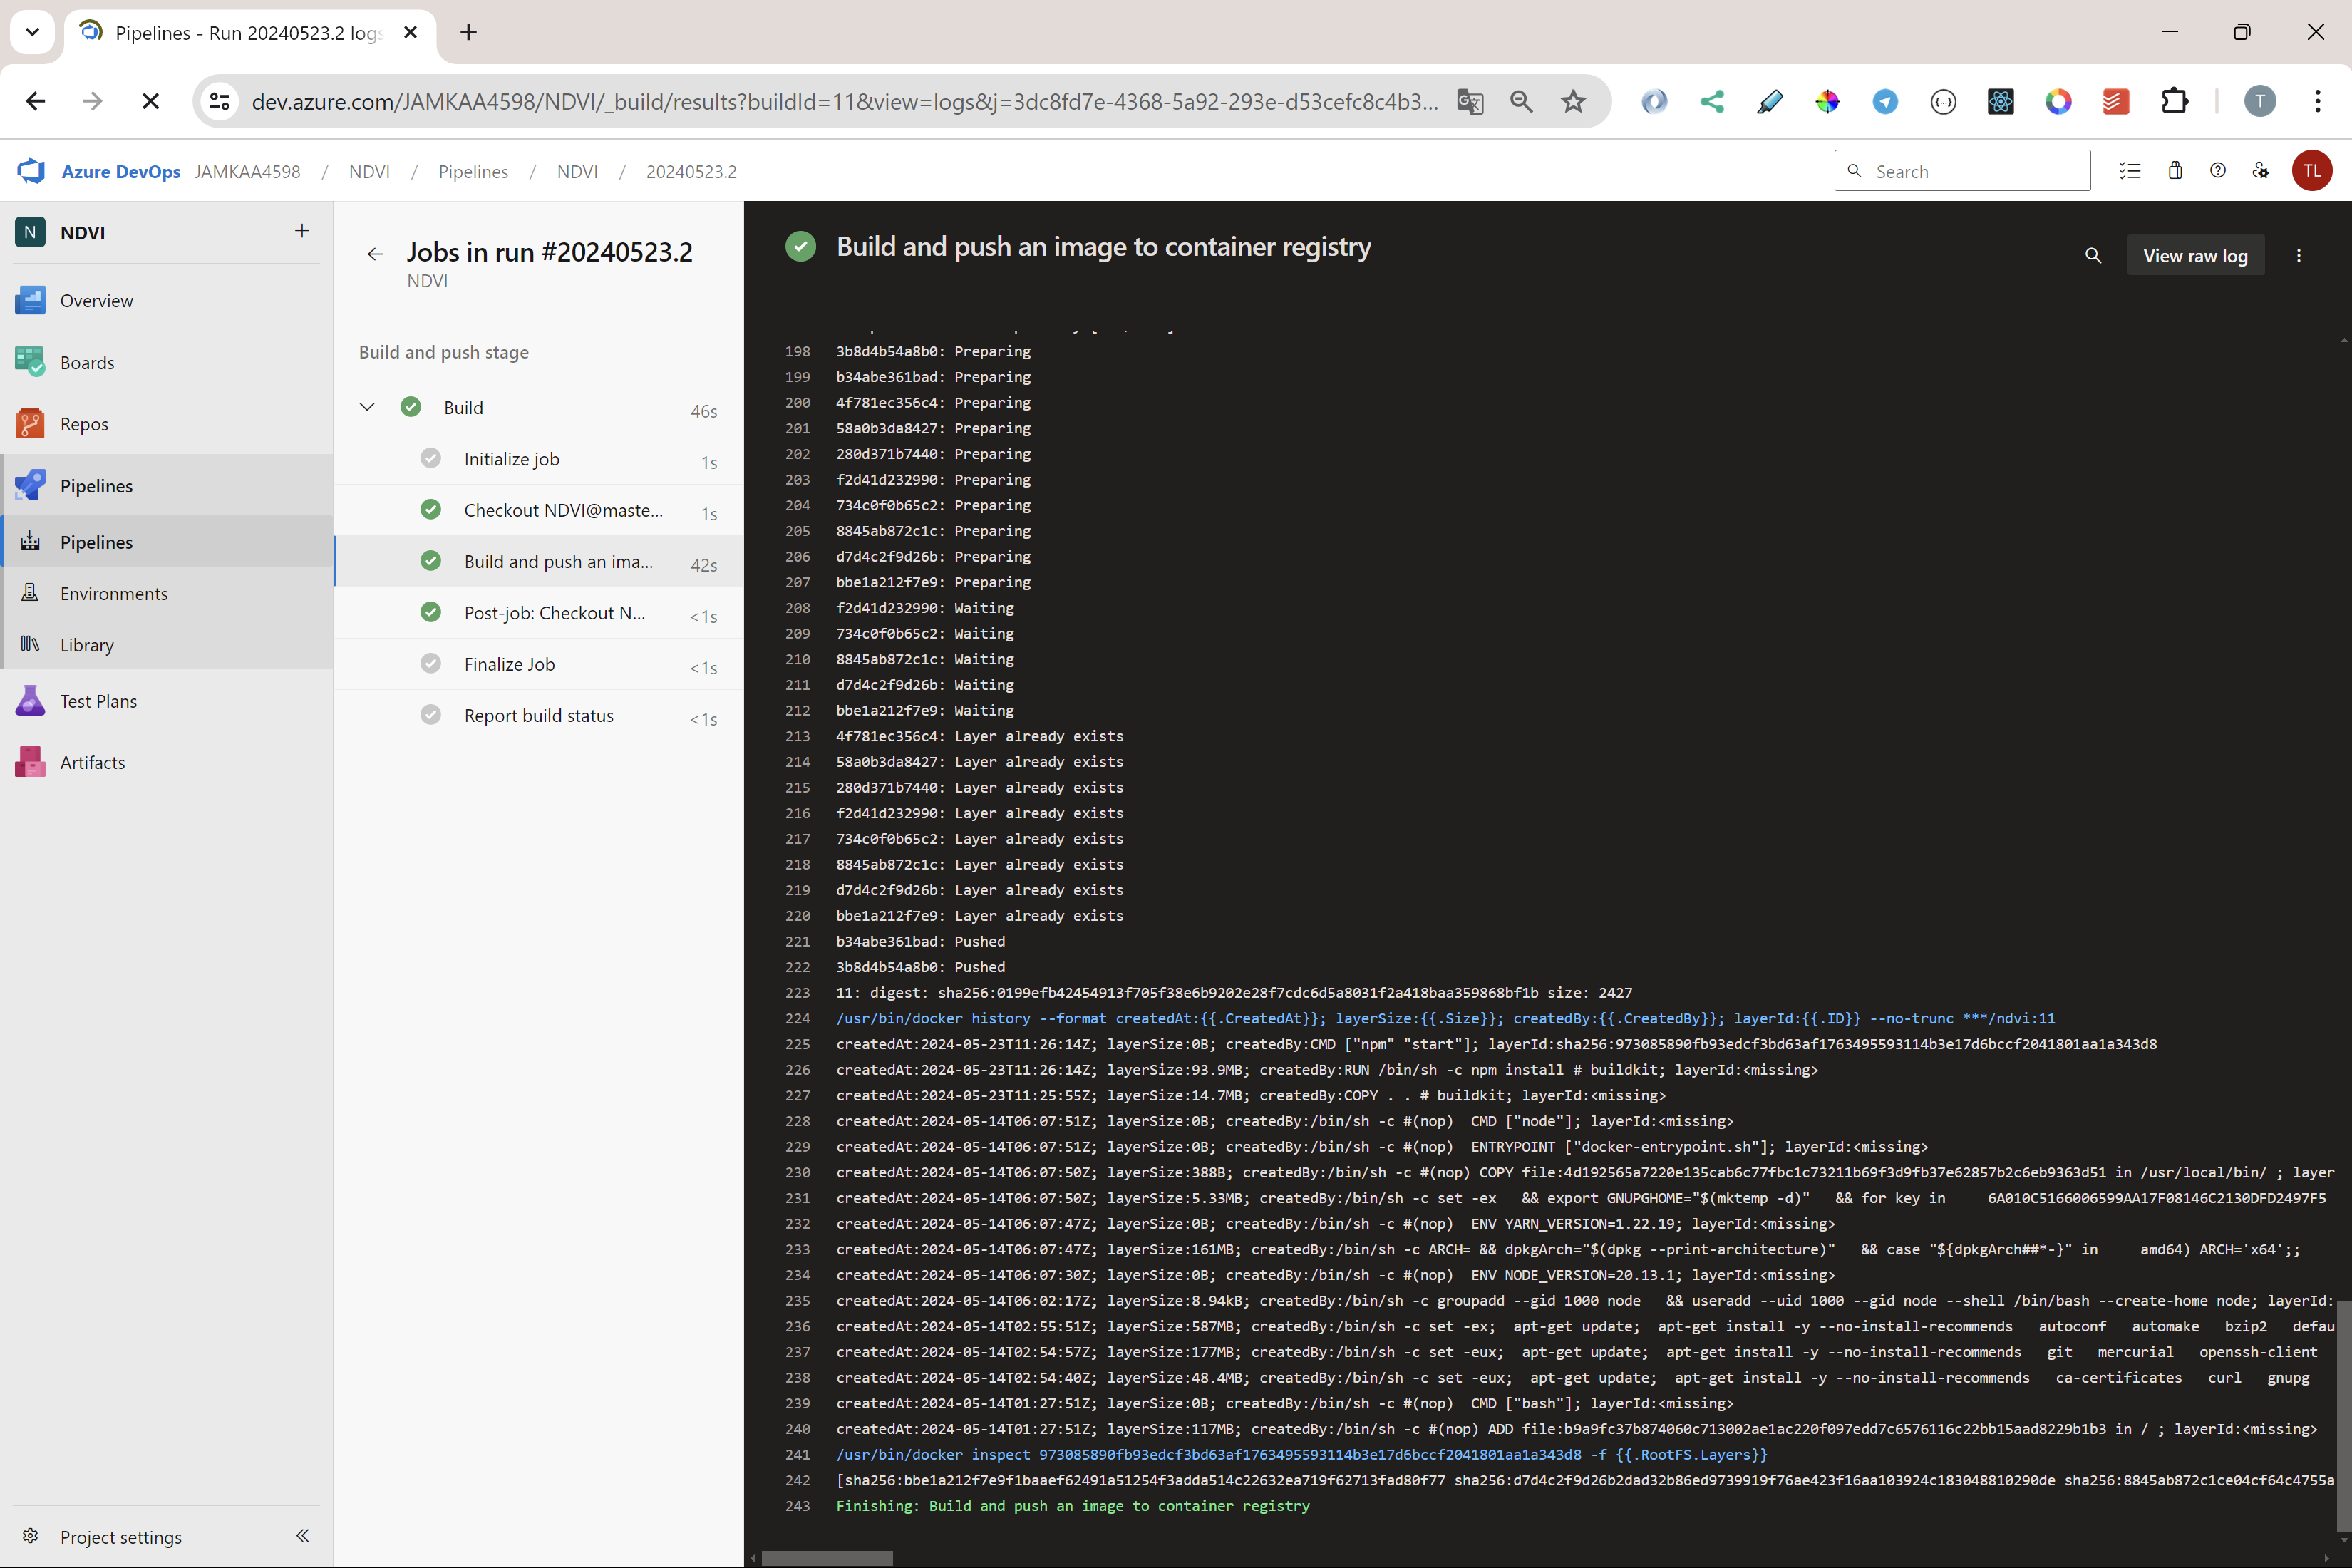 Pipelines - Run 20240523.2 logs
dev.azure.com/JAMKAA4598/NDVI/_build/results?buildId=11&view=logs&j=3dc8fd7e-4368-5a92-293e-d53cefc8c4b3...
T
Azure DevOps JAMKAA4598 / NDVI / Pipelines / NDVI / 20240523.2
Search
TL
N NDVI
Overview
Boards
Repos
Pipelines
Pipelines
Environments
Library
Test Plans
Artifacts
Project settings
Jobs in run #20240523.2
NDVI
Build and push stage
Build 46s
Initialize job 1s
Checkout NDVI@maste... 1s
Build and push an ima... 42s
Post-job: Checkout N... <1s
Finalize Job <1s
Report build status <1s
Build and push an image to container registry
View raw log
198 3b8d4b54a8b0: Preparing
199 b34abe361bad: Preparing
200 4f781ec356c4: Preparing
201 58a0b3da8427: Preparing
202 280d371b7440: Preparing
203 f2d41d232990: Preparing
204 734c0f0b65c2: Preparing
205 8845ab872c1c: Preparing
206 d7d4c2f9d26b: Preparing
207 bbe1a212f7e9: Preparing
208 f2d41d232990: Waiting
209 734c0f0b65c2: Waiting
210 8845ab872c1c: Waiting
211 d7d4c2f9d26b: Waiting
212 bbe1a212f7e9: Waiting
213 4f781ec356c4: Layer already exists
214 58a0b3da8427: Layer already exists
215 280d371b7440: Layer already exists
216 f2d41d232990: Layer already exists
217 734c0f0b65c2: Layer already exists
218 8845ab872c1c: Layer already exists
219 d7d4c2f9d26b: Layer already exists
220 bbe1a212f7e9: Layer already exists
221 b34abe361bad: Pushed
222 3b8d4b54a8b0: Pushed
223 11: digest: sha256:0199efb42454913f705f38e6b9202e28f7cdc6d5a8031f2a418baa359868bf1b size: 2427
224 /usr/bin/docker history --format createdAt:{{.CreatedAt}}; layerSize:{{.Size}}; createdBy:{{.CreatedBy}}; layerId:{{.ID}} --no-trunc ***/ndvi:11
225 createdAt:2024-05-23T11:26:14Z; layerSize:0B; createdBy:CMD ["npm" "start"]; layerId:sha256:973085890fb93edcf3bd63af1763495593114b3e17d6bccf2041801aa1a343d8
226 createdAt:2024-05-23T11:26:14Z; layerSize:93.9MB; createdBy:RUN /bin/sh -c npm install # buildkit; layerId:<missing>
227 createdAt:2024-05-23T11:25:55Z; layerSize:14.7MB; createdBy:COPY . . # buildkit; layerId:<missing>
228 createdAt:2024-05-14T06:07:51Z; layerSize:0B; createdBy:/bin/sh -c #(nop) CMD ["node"]; layerId:<missing>
229 createdAt:2024-05-14T06:07:51Z; layerSize:0B; createdBy:/bin/sh -c #(nop) ENTRYPOINT ["docker-entrypoint.sh"]; layerId:<missing>
230 createdAt:2024-05-14T06:07:50Z; layerSize:388B; createdBy:/bin/sh -c #(nop) COPY file:4d192565a7220e135cab6c77fbc1c73211b69f3d9fb37e62857b2c6eb9363d51 in /usr/local/bin/ ; layer
231 createdAt:2024-05-14T06:07:50Z; layerSize:5.33MB; createdBy:/bin/sh -c set -ex && export GNUPGHOME="$(mktemp -d)" && for key in 6A010C5166006599AA17F08146C2130DFD2497F5
232 createdAt:2024-05-14T06:07:47Z; layerSize:0B; createdBy:/bin/sh -c #(nop) ENV YARN_VERSION=1.22.19; layerId:<missing>
233 createdAt:2024-05-14T06:07:47Z; layerSize:161MB; createdBy:/bin/sh -c ARCH= && dpkgArch="$(dpkg --print-architecture)" && case "${dpkgArch##*-}" in amd64) ARCH='x64';;
234 createdAt:2024-05-14T06:07:30Z; layerSize:0B; createdBy:/bin/sh -c #(nop) ENV NODE_VERSION=20.13.1; layerId:<missing>
235 createdAt:2024-05-14T06:02:17Z; layerSize:8.94kB; createdBy:/bin/sh -c groupadd --gid 1000 node && useradd --uid 1000 --gid node --shell /bin/bash --create-home node; layerId:
236 createdAt:2024-05-14T02:55:51Z; layerSize:587MB; createdBy:/bin/sh -c set -ex; apt-get update; apt-get install -y --no-install-recommends autoconf automake bzip2 defau
237 createdAt:2024-05-14T02:54:57Z; layerSize:177MB; createdBy:/bin/sh -c set -eux; apt-get update; apt-get install -y --no-install-recommends git mercurial openssh-client
238 createdAt:2024-05-14T02:54:40Z; layerSize:48.4MB; createdBy:/bin/sh -c set -eux; apt-get update; apt-get install -y --no-install-recommends ca-certificates curl gnupg
239 createdAt:2024-05-14T01:27:51Z; layerSize:0B; createdBy:/bin/sh -c #(nop) CMD ["bash"]; layerId:<missing>
240 createdAt:2024-05-14T01:27:51Z; layerSize:117MB; createdBy:/bin/sh -c #(nop) ADD file:b9a9fc37b874060c713002ae1ac220f097edd7c6576116c22bb15aad8229b1b3 in / ; layerId:<missing>
241 /usr/bin/docker inspect 973085890fb93edcf3bd63af1763495593114b3e17d6bccf2041801aa1a343d8 -f {{.RootFS.Layers}}
242 [sha256:bbe1a212f7e9f1baaef62491a51254f3adda514c22632ea719f62713fad80f77 sha256:d7d4c2f9d26b2dad32b86ed9739919f76ae423f16aa103924c183048810290de sha256:8845ab872c1ce04cf64c4755a
243 Finishing: Build and push an image to container registry